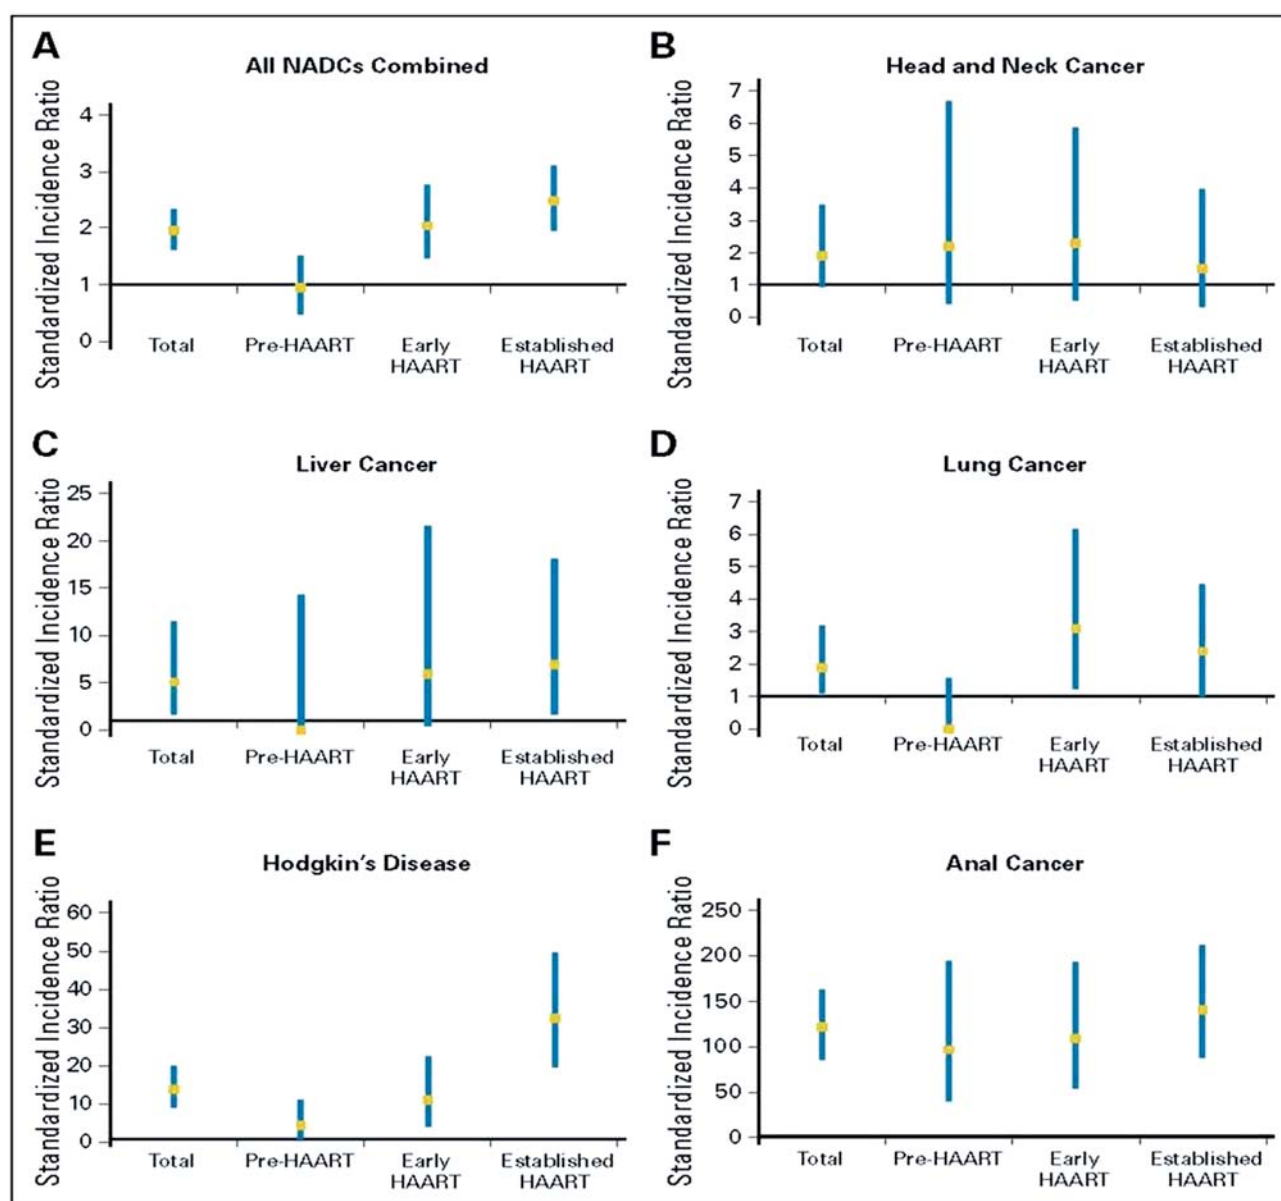 A
All NADCs Combined
Standardized Incidence Ratio
4
3
2
1
0
Total Pre-HAART Early HAART Established HAART
B
Head and Neck Cancer
Standardized Incidence Ratio
7
6
5
4
3
2
1
0
Total Pre-HAART Early HAART Established HAART
C
Liver Cancer
Standardized Incidence Ratio
25
20
15
10
5
0
Total Pre-HAART Early HAART Established HAART
D
Lung Cancer
Standardized Incidence Ratio
7
6
5
4
3
2
1
0
Total Pre-HAART Early HAART Established HAART
E
Hodgkin's Disease
Standardized Incidence Ratio
60
50
40
30
20
10
0
Total Pre-HAART Early HAART Established HAART
F
Anal Cancer
Standardized Incidence Ratio
250
200
150
100
50
0
Total Pre-HAART Early HAART Established HAART